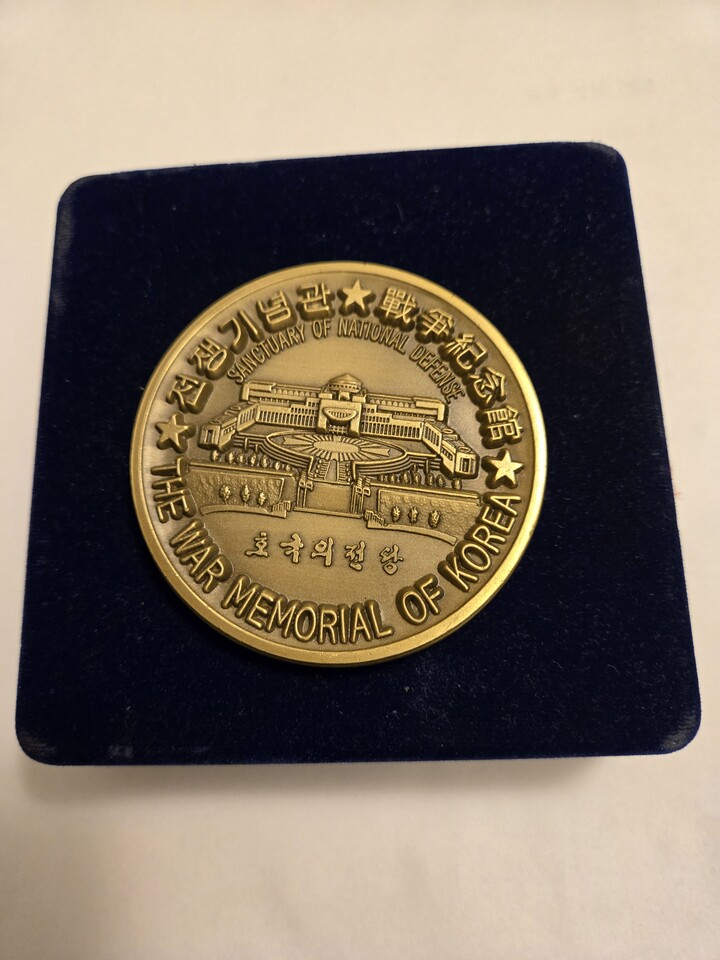 전쟁기념관 ★ 戰爭紀念館
SANCTUARY OF NATIONAL DEFENSE
호국의전당
★ THE WAR MEMORIAL OF KOREA ★